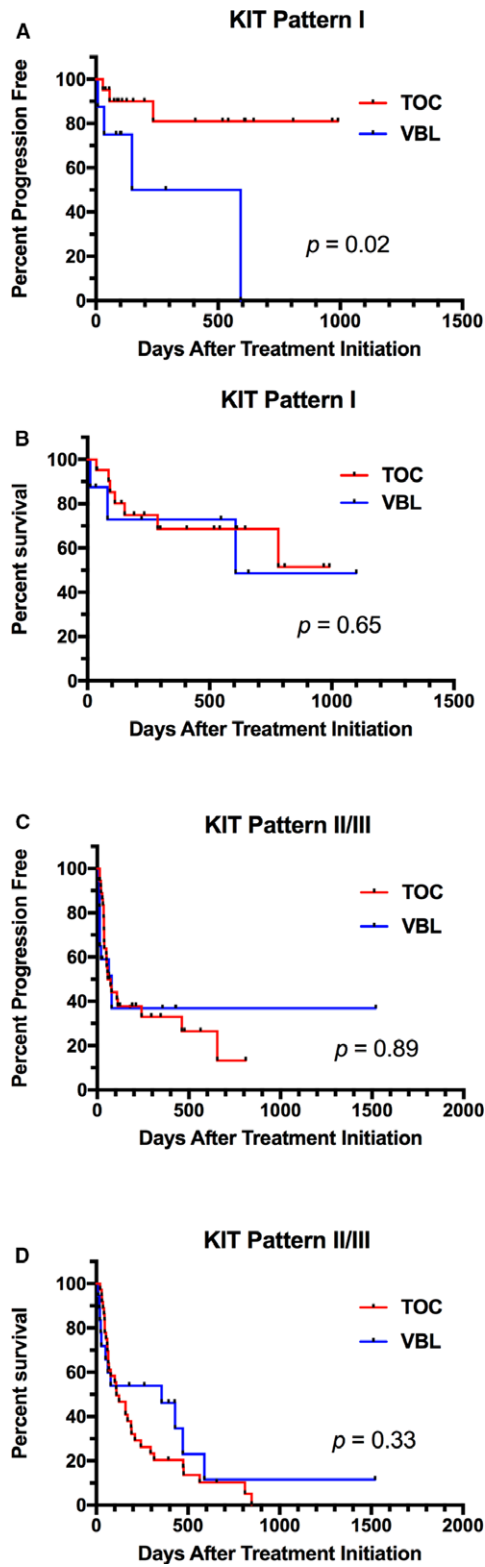 A
KIT Pattern I
Percent Progression Free
100
80
60
40
20
0
TOC
VBL
p = 0.02
0 500 1000 1500
Days After Treatment Initiation
B
KIT Pattern I
Percent survival
100
80
60
40
20
0
TOC
VBL
p = 0.65
0 500 1000 1500
Days After Treatment Initiation
C
KIT Pattern II/III
Percent Progression Free
100
80
60
40
20
0
TOC
VBL
p = 0.89
0 500 1000 1500 2000
Days After Treatment Initiation
D
KIT Pattern II/III
Percent survival
100
80
60
40
20
0
TOC
VBL
p = 0.33
0 500 1000 1500 2000
Days After Treatment Initiation